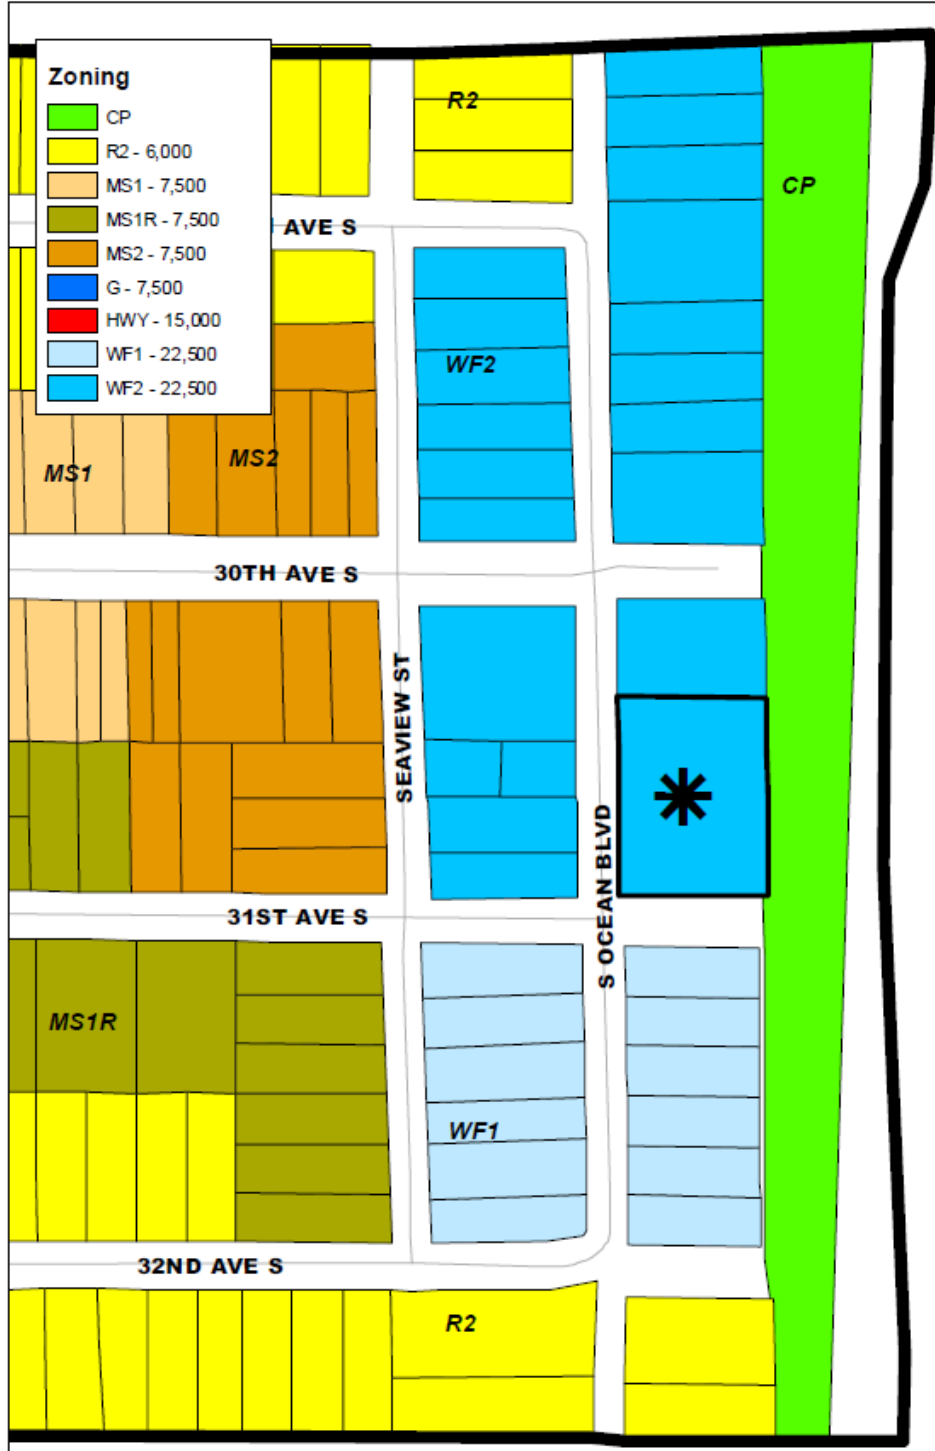 Zoning
CP
R2 - 6,000
MS1 - 7,500
MS1R - 7,500
MS2 - 7,500
G - 7,500
HWY - 15,000
WF1 - 22,500
WF2 - 22,500
R2
CP
AVE S
WF2
MS1
MS2
30TH AVE S
SEAVIEW ST
S OCEAN BLVD
31ST AVE S
MS1R
WF1
32ND AVE S
R2